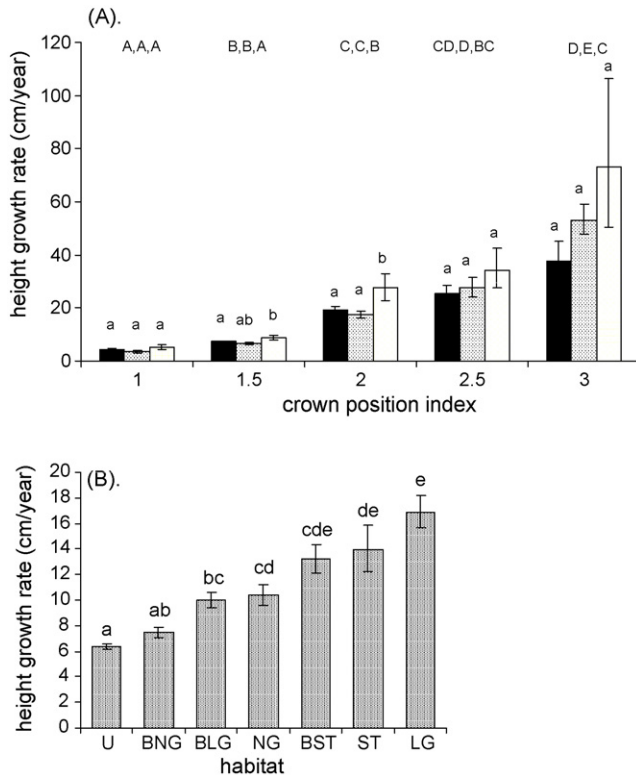 (A).
A,A,A B,B,A C,C,B CD,D,BC D,E,C
height growth rate (cm/year)
120
100
80
60
40
20
0
a a a
a ab b
a a b
a a a
a a a
1 1.5 2 2.5 3
crown position index
(B).
height growth rate (cm/year)
20
18
16
14
12
10
8
6
4
2
0
a ab bc cd cde de e
U BNG BLG NG BST ST LG
habitat